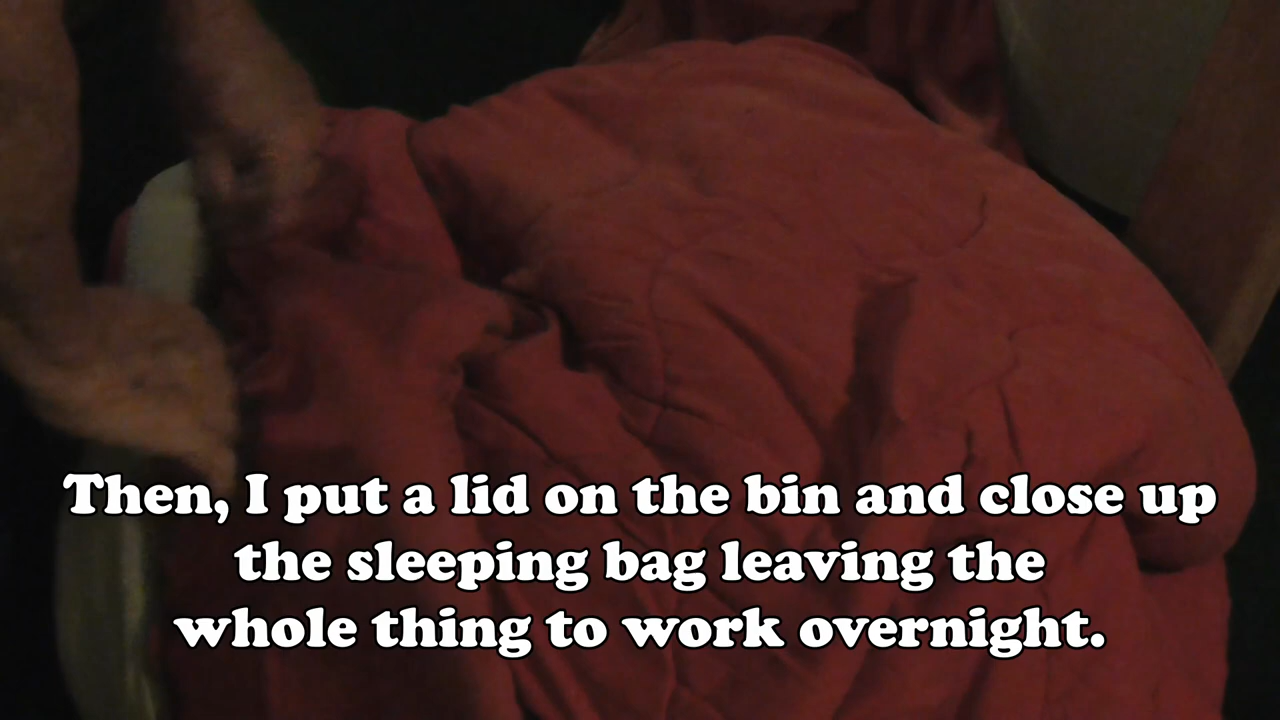 Then, I put a lid on the bin and close up
the sleeping bag leaving the
whole thing to work overnight.